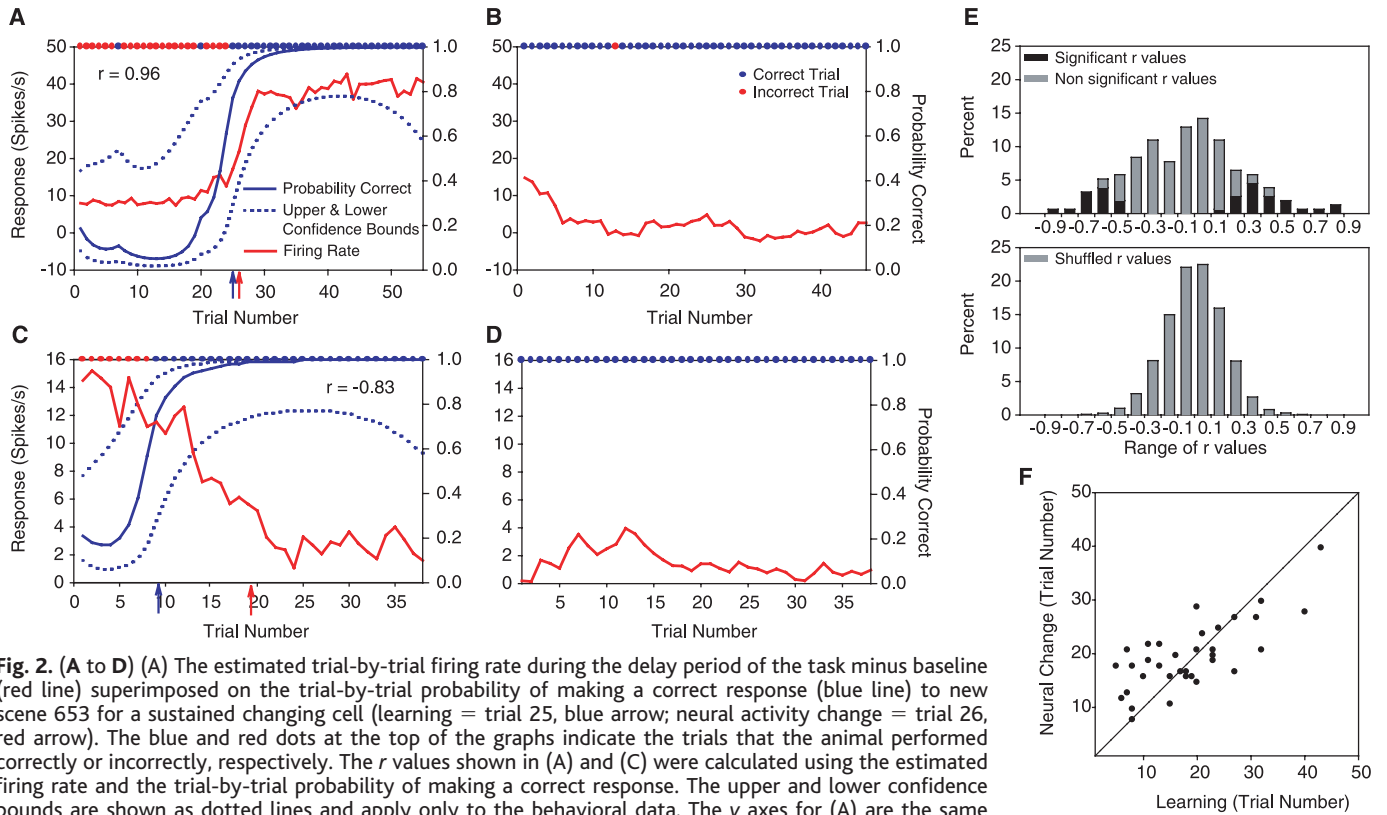 A
50
40
30
20
10
0
-10
Response (Spikes/s)
r = 0.96
Probability Correct
Upper & Lower
Confidence Bounds
Firing Rate
1.0
0.8
0.6
0.4
0.2
0.0
0 10 20 30 40 50
Trial Number
B
50
40
30
20
10
0
-10
Correct Trial
Incorrect Trial
1.0
0.8
0.6
0.4
0.2
0.0
Probability Correct
0 10 20 30 40
Trial Number
C
16
14
12
10
8
6
4
2
0
Response (Spikes/s)
r = -0.83
1.0
0.8
0.6
0.4
0.2
0.0
0 5 10 15 20 25 30 35
Trial Number
D
16
14
12
10
8
6
4
2
0
1.0
0.8
0.6
0.4
0.2
0.0
Probability Correct
5 10 15 20 25 30 35
Trial Number
E
25
20
15
10
5
0
Percent
Significant r values
Non significant r values
-0.9 -0.7 -0.5 -0.3 -0.1 0.1 0.3 0.5 0.7 0.9
25
20
15
10
5
0
Percent
Shuffled r values
-0.9 -0.7 -0.5 -0.3 -0.1 0.1 0.3 0.5 0.7 0.9
Range of r values
F
50
30
20
10
Neural Change (Trial Number)
10 20 30 40 50
Learning (Trial Number)
Fig. 2. (A to D) (A) The estimated trial-by-trial firing rate during the delay period of the task minus baseline
(red line) superimposed on the trial-by-trial probability of making a correct response (blue line) to new
scene 653 for a sustained changing cell (learning = trial 25, blue arrow; neural activity change = trial 26,
red arrow). The blue and red dots at the top of the graphs indicate the trials that the animal performed
correctly or incorrectly, respectively. The r values shown in (A) and (C) were calculated using the estimated
firing rate and the trial-by-trial probability of making a correct response. The upper and lower confidence
bounds are shown as dotted lines and apply only to the behavioral data. The y axes for (A) are the same